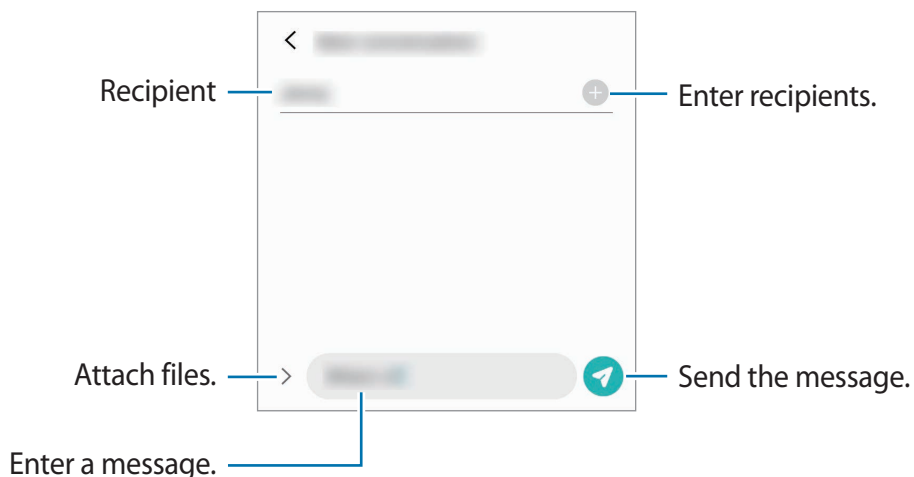 Recipient
Enter recipients.
Attach files.
Send the message.
Enter a message.